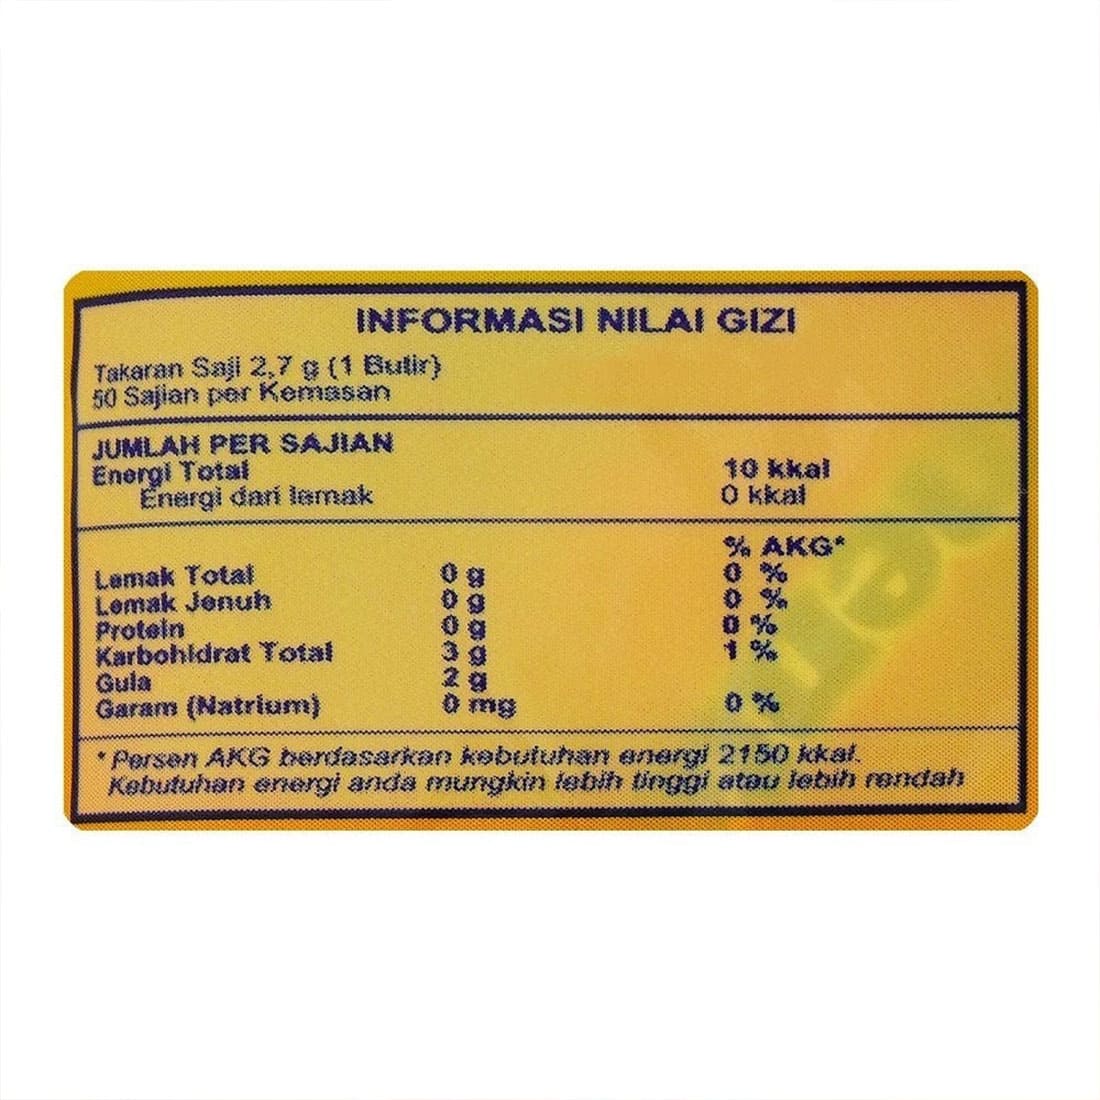 INFORMASI NILAI GIZI
Takaran Saji 2,7 g (1 Butir)
50 Sajian per Kemasan
JUMLAH PER SAJIAN
Energi Total 10 kkal
Energi dari lemak 0 kkal
% AKG*
Lemak Total 0 g 0 %
Lemak Jenuh 0 g 0 %
Protein 0 g 0 %
Karbohidrat Total 3 g 1 %
Gula 2 g
Garam (Natrium) 0 mg 0 %
* Persen AKG berdasarkan kebutuhan energi 2150 kkal.
Kebutuhan energi anda mungkin lebih tinggi atau lebih rendah